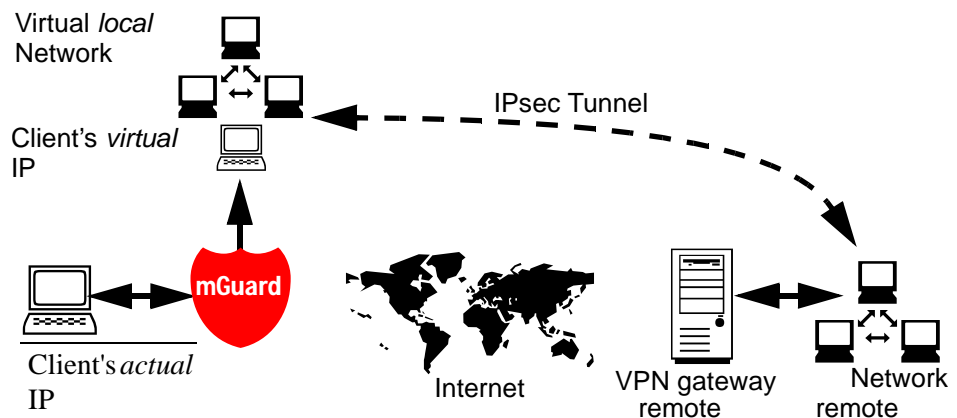 Virtual local
Network
IPsec Tunnel
Client's virtual
IP
mGuard
Client's actual
IP
Internet
VPN gateway
remote
Network
remote